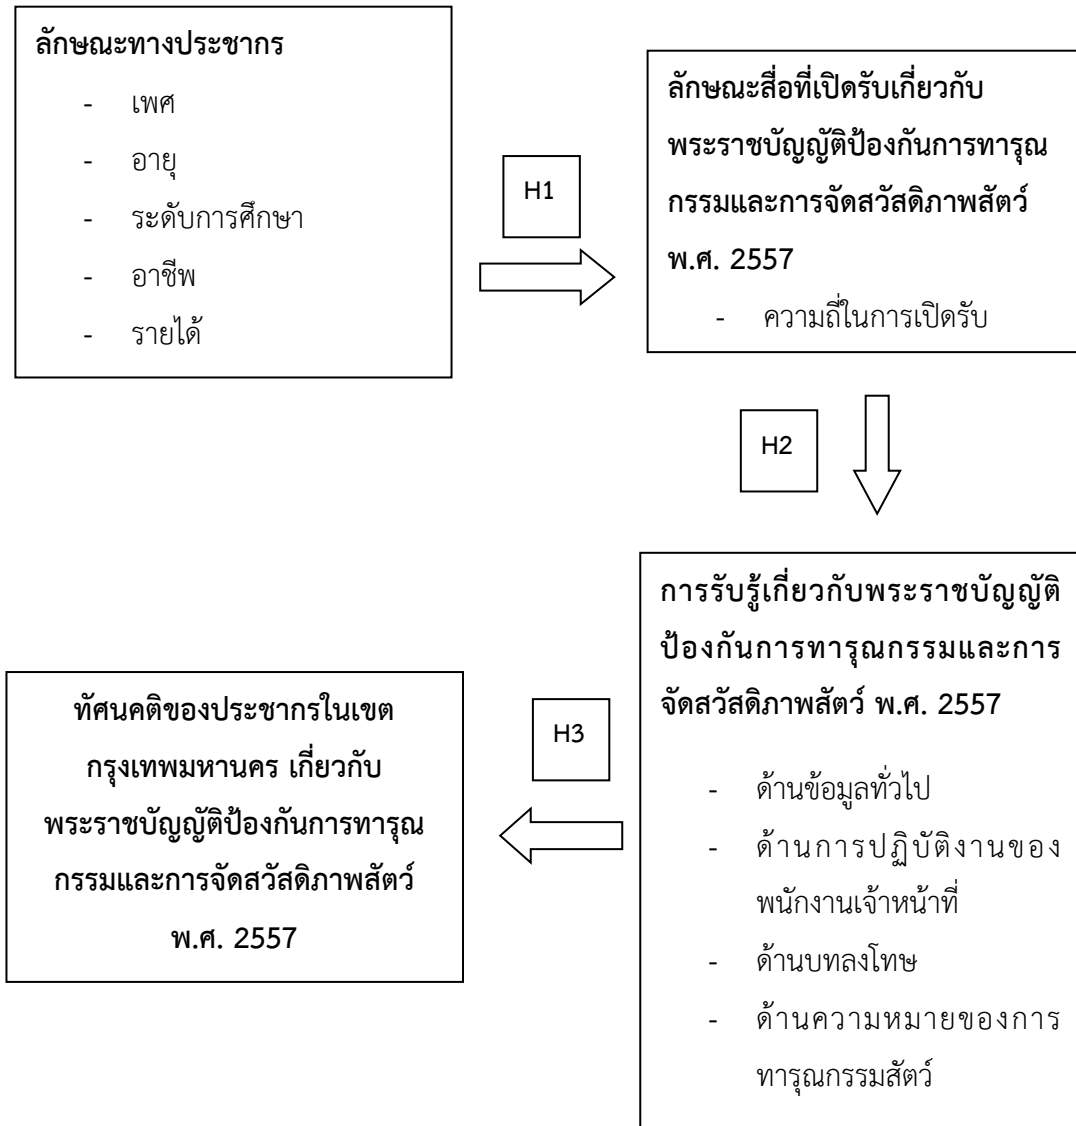 ลักษณะทางประชากร
- เพศ
- อายุ
- ระดับการศึกษา
- อาชีพ
- รายได้
H1
ลักษณะสื่อที่เปิดรับเกี่ยวกับ
พระราชบัญญัติป้องกันการทารุณ
กรรมและการจัดสวัสดิภาพสัตว์
พ.ศ. 2557
- ความถี่ในการเปิดรับ
H2
การรับรู้เกี่ยวกับพระราชบัญญัติ
ป้องกันการทารุณกรรมและการ
จัดสวัสดิภาพสัตว์ พ.ศ. 2557
- ด้านข้อมูลทั่วไป
- ด้านการปฏิบัติงานของ
พนักงานเจ้าหน้าที่
- ด้านบทลงโทษ
- ด้านความหมายของการ
ทารุณกรรมสัตว์
H3
ทัศนคติของประชากรในเขต
กรุงเทพมหานคร เกี่ยวกับ
พระราชบัญญัติป้องกันการทารุณ
กรรมและการจัดสวัสดิภาพสัตว์
พ.ศ. 2557